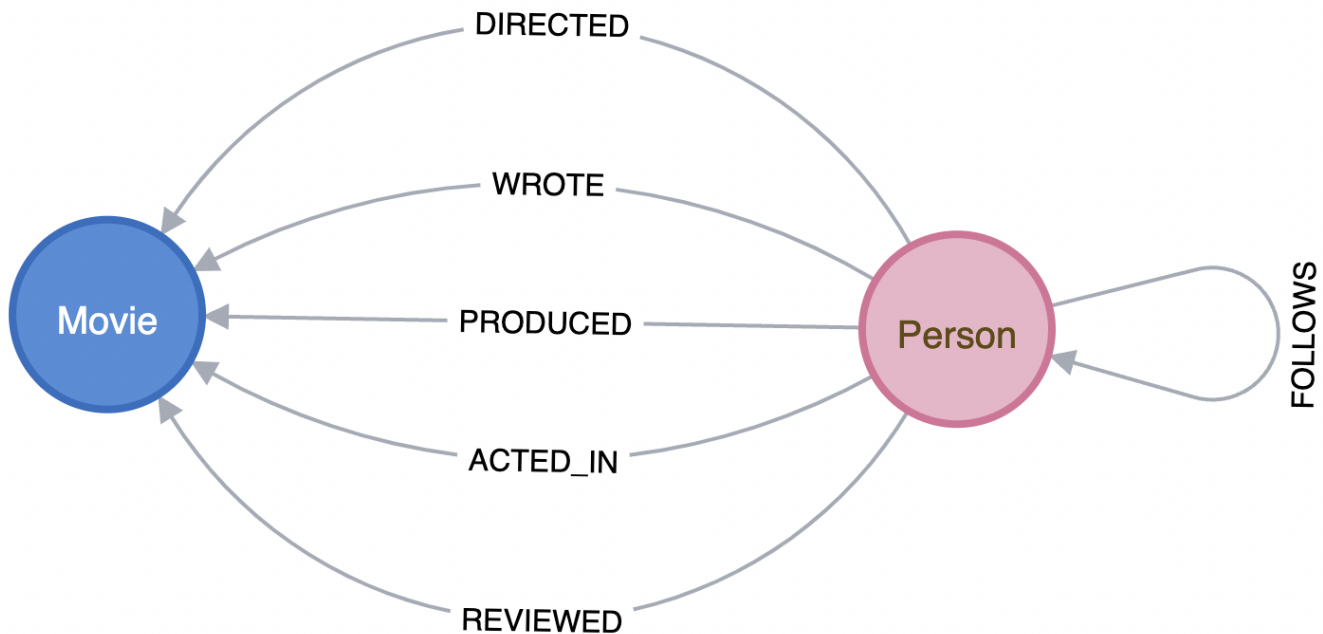 DIRECTED
WROTE
Movie
PRODUCED
Person
FOLLOWS
ACTED_IN
REVIEWED